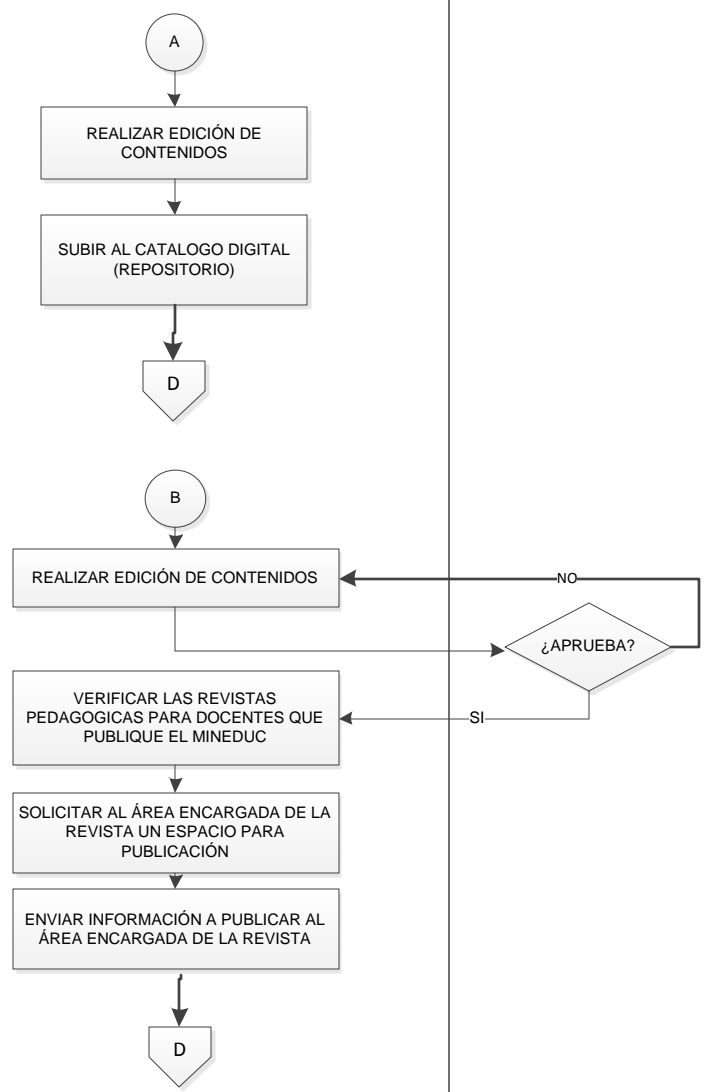 A
REALIZAR EDICIÓN DE
CONTENIDOS
SUBIR AL CATALOGO DIGITAL
(REPOSITORIO)
D
B
REALIZAR EDICIÓN DE CONTENIDOS
NO
¿APRUEBA?
VERIFICAR LAS REVISTAS
PEDAGOGICAS PARA DOCENTES QUE
PUBLIQUE EL MINEDUC
SI
SOLICITAR AL ÁREA ENCARGADA DE LA
REVISTA UN ESPACIO PARA
PUBLICACIÓN
ENVIAR INFORMACIÓN A PUBLICAR AL
ÁREA ENCARGADA DE LA REVISTA
D